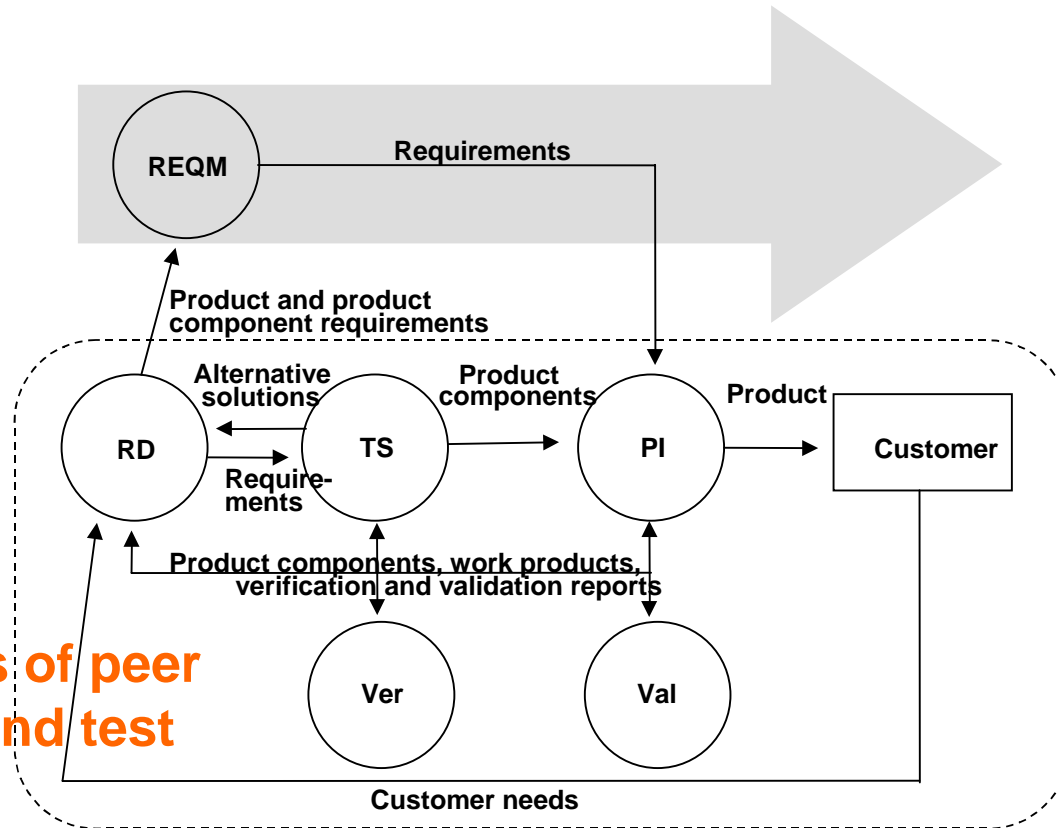 REQM
Requirements
Product and product
component requirements
Alternative
solutions
Product
components
Product
RD
TS
PI
Customer
Require-
ments
Product components, work products,
verification and validation reports
of peer
test
Ver
Val
Customer needs